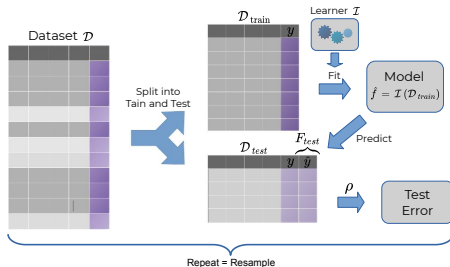 Dataset 𝒟
Split into
Tain and Test
𝒟train
y
Learner ℐ
Fit
Model
f̂ = ℐ(𝒟train)
Predict
𝒟test
Ftest
y ŷ
ρ
Test
Error
Repeat = Resample